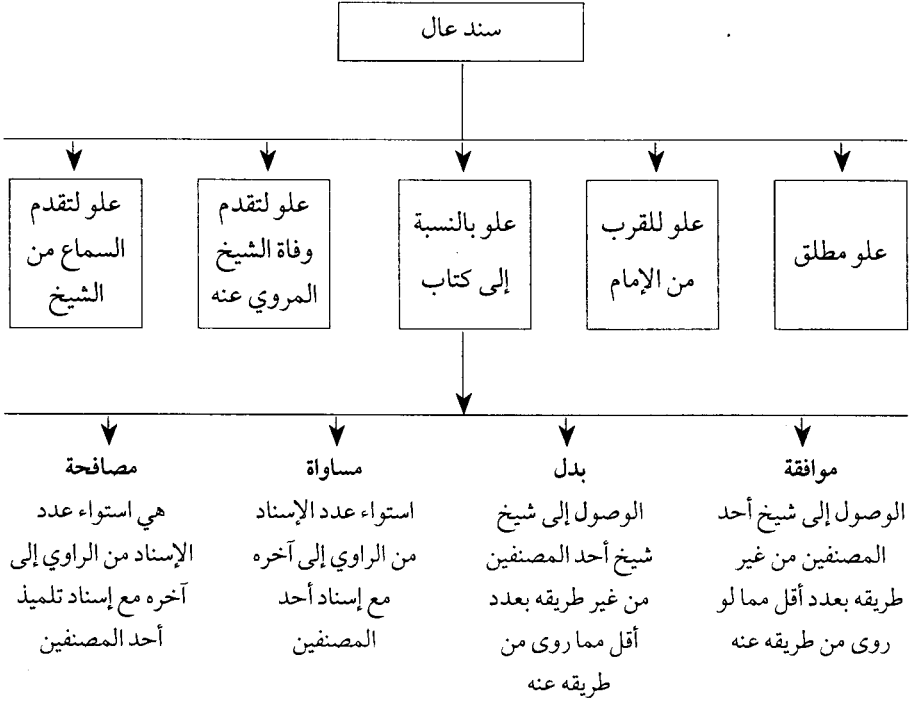 سند عال
علو مطلق
علو للقرب
من الإمام
علو بالنسبة
إلى كتاب
علو لتقدم
وفاة الشيخ
المروي عنه
علو لتقدم
السماع من
الشيخ
موافقة
الوصول إلى شيخ أحد
المصنفين من غير
طريقه بعدد أقل مما لو
روى من طريقه عنه
بدل
الوصول إلى شيخ
شيخ أحد المصنفين
من غير طريقه بعدد
أقل مما روى من
طريقه عنه
مساواة
استواء عدد الإسناد
من الراوي إلى آخره
مع إسناد أحد
المصنفين
مصافحة
هي استواء عدد
الإسناد من الراوي إلى
آخره مع إسناد تلميذ
أحد المصنفين